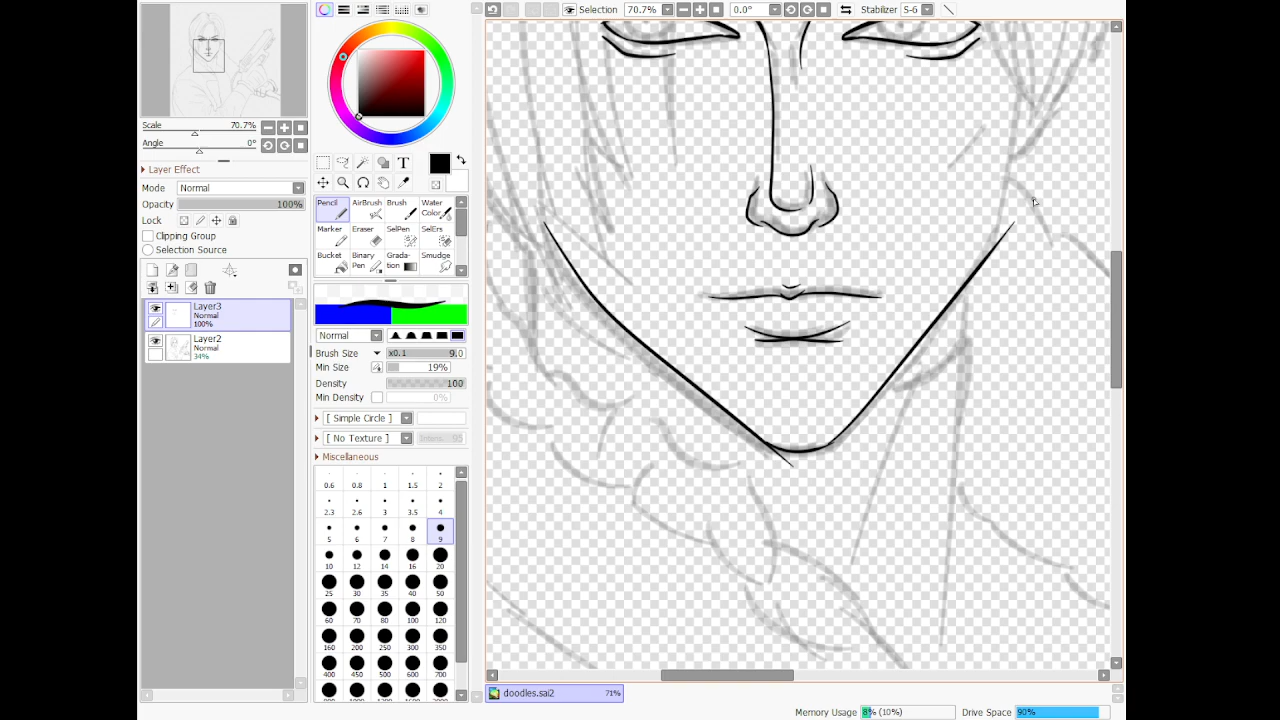 Selection 70.7% 0.0° Stabilizer S-6
Scale 70.7%
Angle 0°
Layer Effect
Mode Normal
Opacity 100%
Lock
Clipping Group
Selection Source
Layer3
Normal
100%
Layer2
Normal
34%
T
Pencil AirBrush Brush Water Color
Marker Eraser SelPen SelErs
Bucket Binary Pen Grada-tion Smudge
Normal
Brush Size x0.1 9.0
Min Size 19%
Density 100
Min Density 0%
[ Simple Circle ]
[ No Texture ] 95
Miscellaneous
0.6 0.8 1 1.5 2
2.3 2.6 3 3.5 4
5 6 7 8 9
10 12 14 16 20
25 30 35 40 50
60 70 80 100 120
160 200 250 300 350
400 450 500 600 700
doodles.sai2 71%
Memory Usage 8% (10%) Drive Space 90%